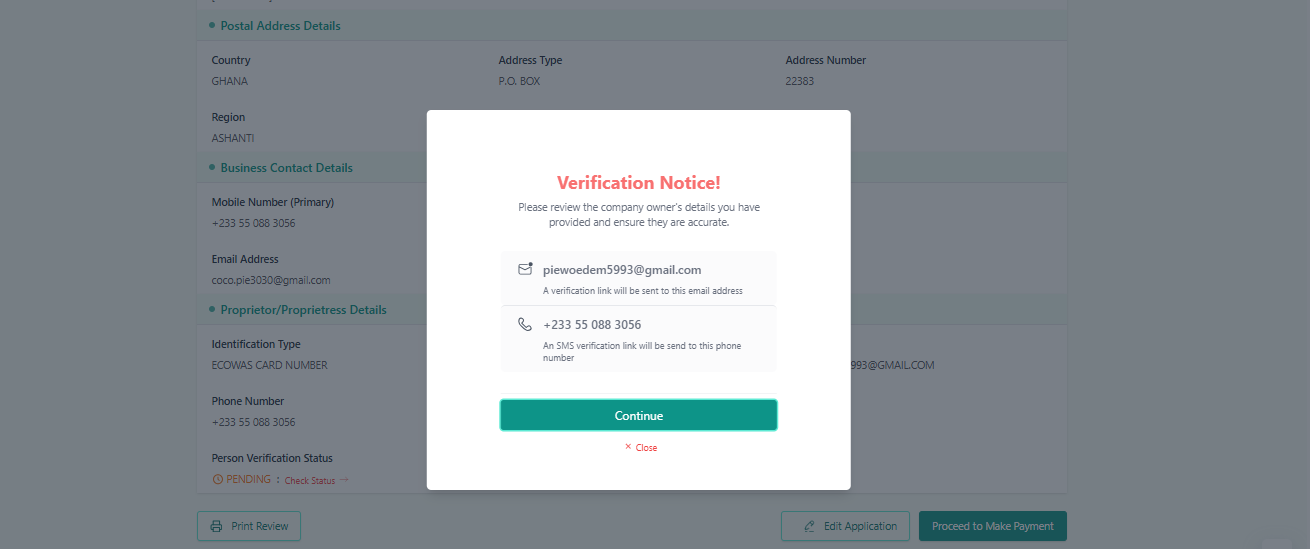 Postal Address Details
Country Address Type Address Number
GHANA P.O. BOX 22383
Region
ASHANTI
Business Contact Details
Mobile Number (Primary)
+233 55 088 3056
Email Address
coco.pie3030@gmail.com
Proprietor/Proprietress Details
Identification Type
ECOWAS CARD NUMBER 993@GMAIL.COM
Phone Number
+233 55 088 3056
Person Verification Status
PENDING : Check Status →
Print Review Edit Application Proceed to Make Payment
Verification Notice!
Please review the company owner's details you have
provided and ensure they are accurate.
piewoedem5993@gmail.com
A verification link will be sent to this email address
+233 55 088 3056
An SMS verification link will be send to this phone
number
Continue
× Close